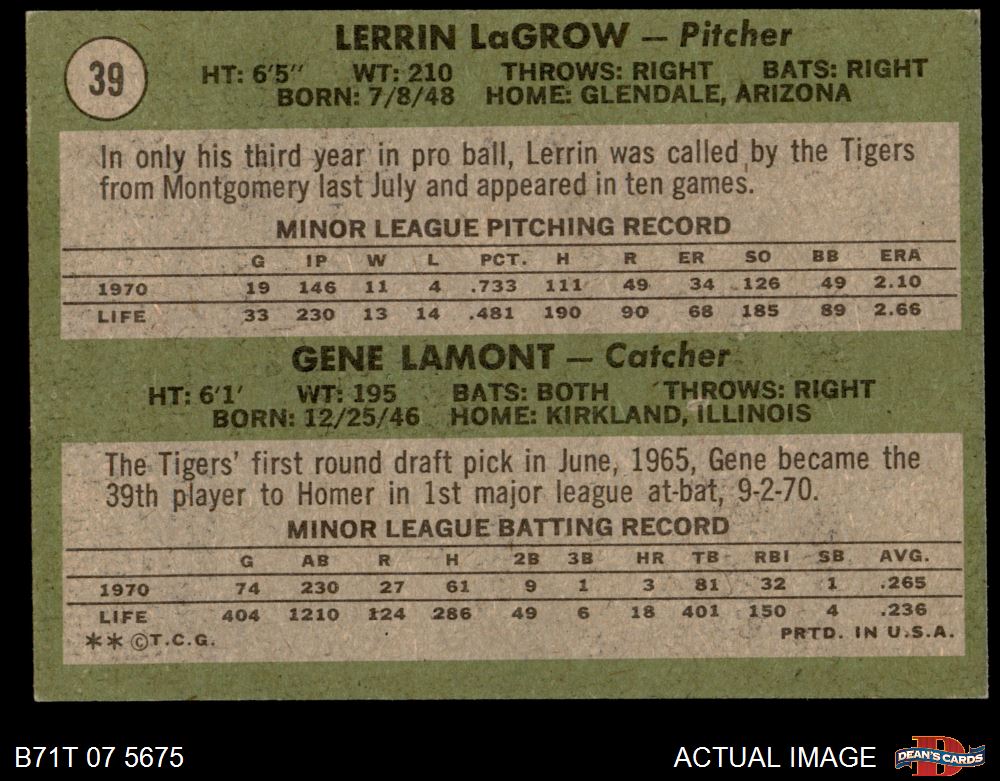 39
LERRIN LaGROW — Pitcher
HT: 6'5" WT: 210 THROWS: RIGHT BATS: RIGHT
BORN: 7/8/48 HOME: GLENDALE, ARIZONA
In only his third year in pro ball, Lerrin was called by the Tigers
from Montgomery last July and appeared in ten games.
MINOR LEAGUE PITCHING RECORD
G IP W L PCT. H R ER SO BB ERA
1970 19 146 11 4 .733 111 49 34 126 49 2.10
LIFE 33 230 13 14 .481 190 90 68 185 89 2.66
GENE LAMONT — Catcher
HT: 6'1' WT: 195 BATS: BOTH THROWS: RIGHT
BORN: 12/25/46 HOME: KIRKLAND, ILLINOIS
The Tigers' first round draft pick in June, 1965, Gene became the
39th player to Homer in 1st major league at-bat, 9-2-70.
MINOR LEAGUE BATTING RECORD
G AB R H 2B 3B HR TB RBI SB AVG.
1970 74 230 27 61 9 1 3 81 32 1 .265
LIFE 404 1210 124 286 49 6 18 401 150 4 .236
** ©T.C.G. PRTD. IN U.S.A.
B71T 07 5675 ACTUAL IMAGE D DEAN'S CARDS